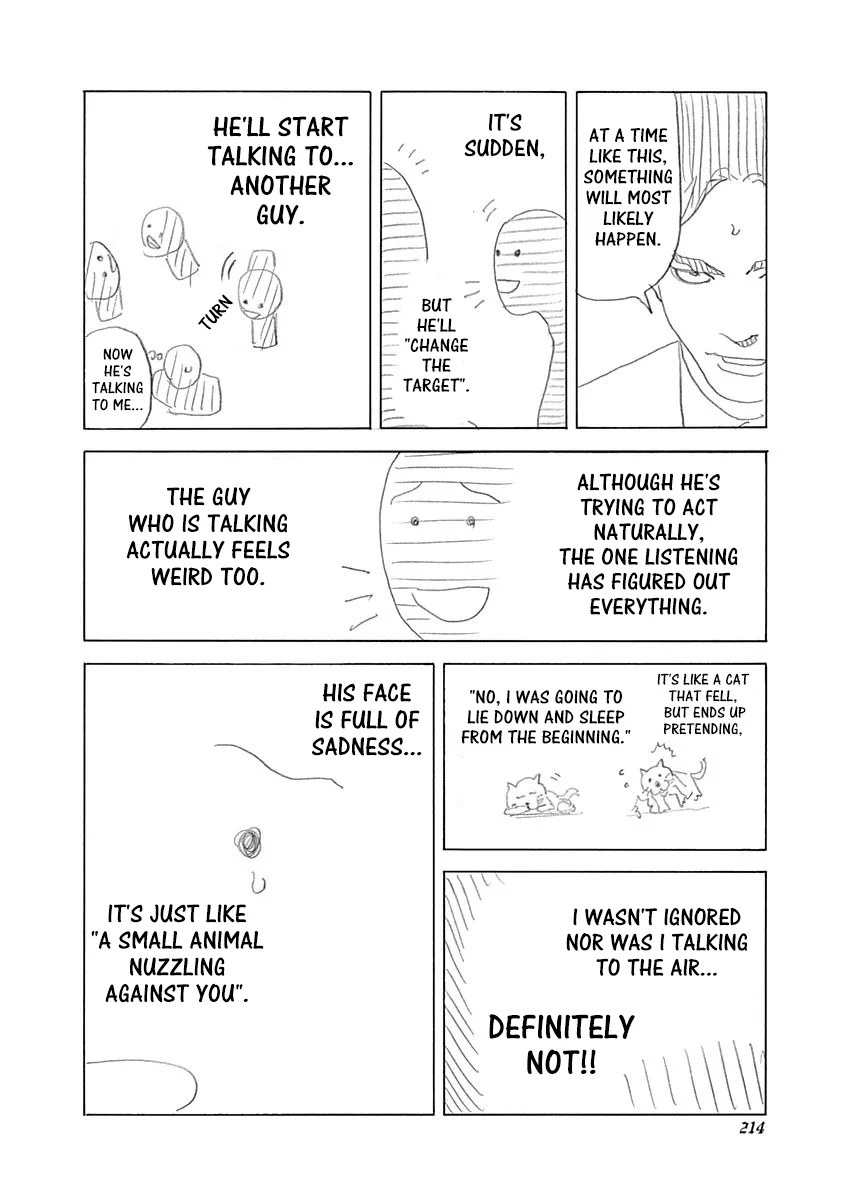 AT A TIME
LIKE THIS,
SOMETHING
WILL MOST
LIKELY
HAPPEN.
IT'S
SUDDEN,
BUT
HE'LL
"CHANGE
THE
TARGET".
HE'LL START
TALKING TO...
ANOTHER
GUY.
TURN
NOW
HE'S
TALKING
TO ME...
ALTHOUGH HE'S
TRYING TO ACT
NATURALLY,
THE ONE LISTENING
HAS FIGURED OUT
EVERYTHING.
THE GUY
WHO IS TALKING
ACTUALLY FEELS
WEIRD TOO.
IT'S LIKE A CAT
THAT FELL,
BUT ENDS UP
PRETENDING,
"NO, I WAS GOING TO
LIE DOWN AND SLEEP
FROM THE BEGINNING."
I WASN'T IGNORED
NOR WAS I TALKING
TO THE AIR...
DEFINITELY
NOT!!
HIS FACE
IS FULL OF
SADNESS...
IT'S JUST LIKE
"A SMALL ANIMAL
NUZZLING
AGAINST YOU".
214